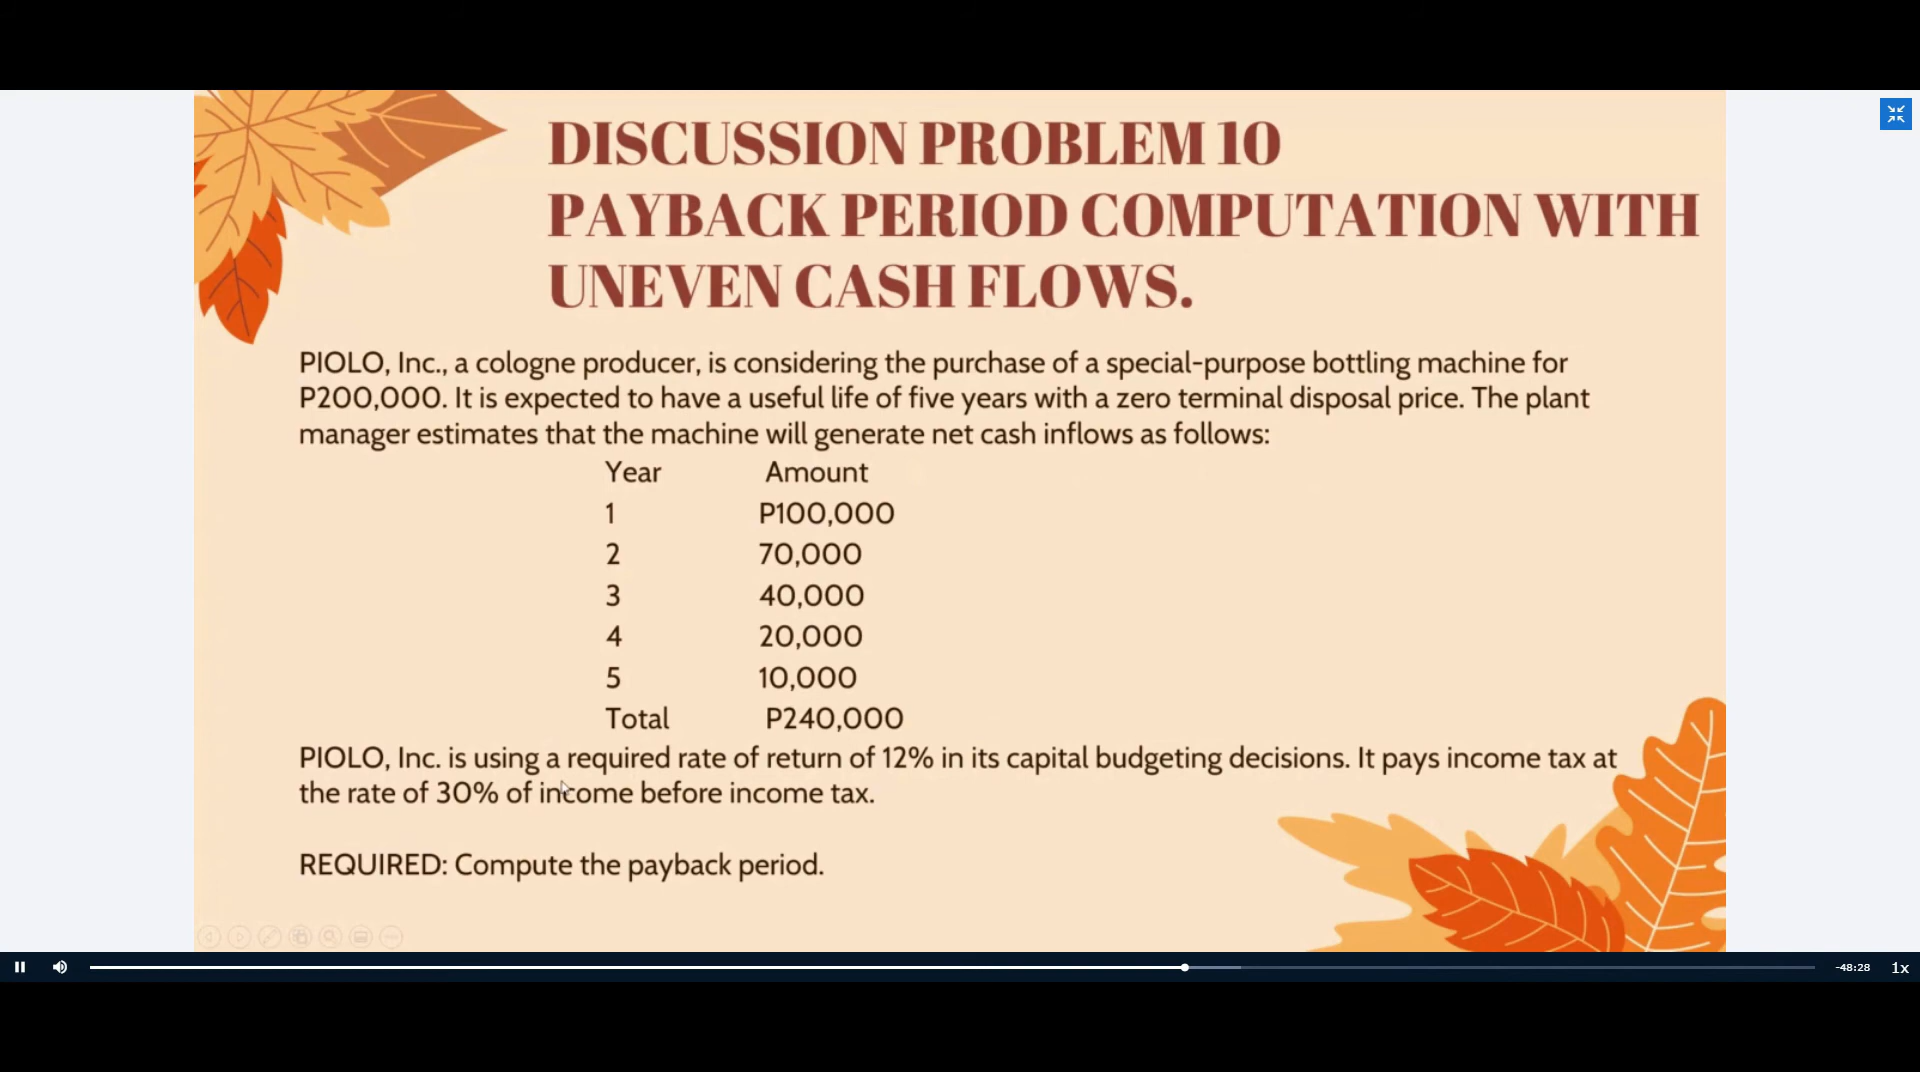 DISCUSSION PROBLEM 10
PAYBACK PERIOD COMPUTATION WITH
UNEVEN CASH FLOWS.
PIOLO, Inc., a cologne producer, is considering the purchase of a special-purpose bottling machine for
P200,000. It is expected to have a useful life of five years with a zero terminal disposal price. The plant
manager estimates that the machine will generate net cash inflows as follows:
Year Amount
1 P100,000
2 70,000
3 40,000
4 20,000
5 10,000
Total P240,000
PIOLO, Inc. is using a required rate of return of 12% in its capital budgeting decisions. It pays income tax at
the rate of 30% of income before income tax.
REQUIRED: Compute the payback period.
-48:28 1x